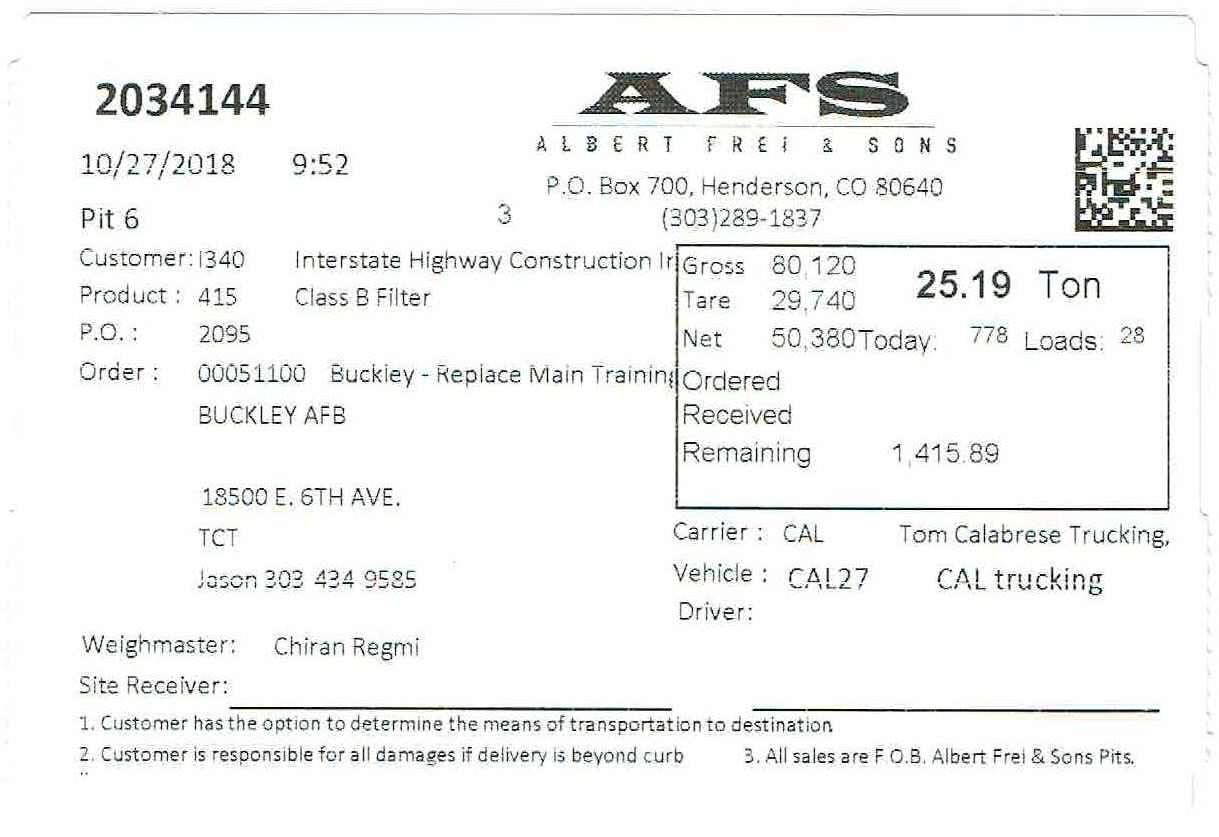 2034144
AFS
ALBERT FREI & SONS
10/27/2018 9:52
P.O. Box 700, Henderson, CO 80640
Pit 6 3 (303)289-1837
Customer: I340 Interstate Highway Construction Ir
Product : 415 Class B Filter
P.O. : 2095
Order : 00051100 Buckley - Replace Main Training
BUCKLEY AFB
18500 E. 6TH AVE.
TCT
Jason 303 434 9585
Gross 80,120 25.19 Ton
Tare 29,740
Net 50,380 Today: 778 Loads: 28
Ordered
Received
Remaining 1,415.89
Carrier : CAL Tom Calabrese Trucking,
Vehicle : CAL27 CAL trucking
Driver:
Weighmaster: Chiran Regmi
Site Receiver:
1. Customer has the option to determine the means of transportation to destination
2. Customer is responsible for all damages if delivery is beyond curb 3. All sales are F.O.B. Albert Frei & Sons Pits.